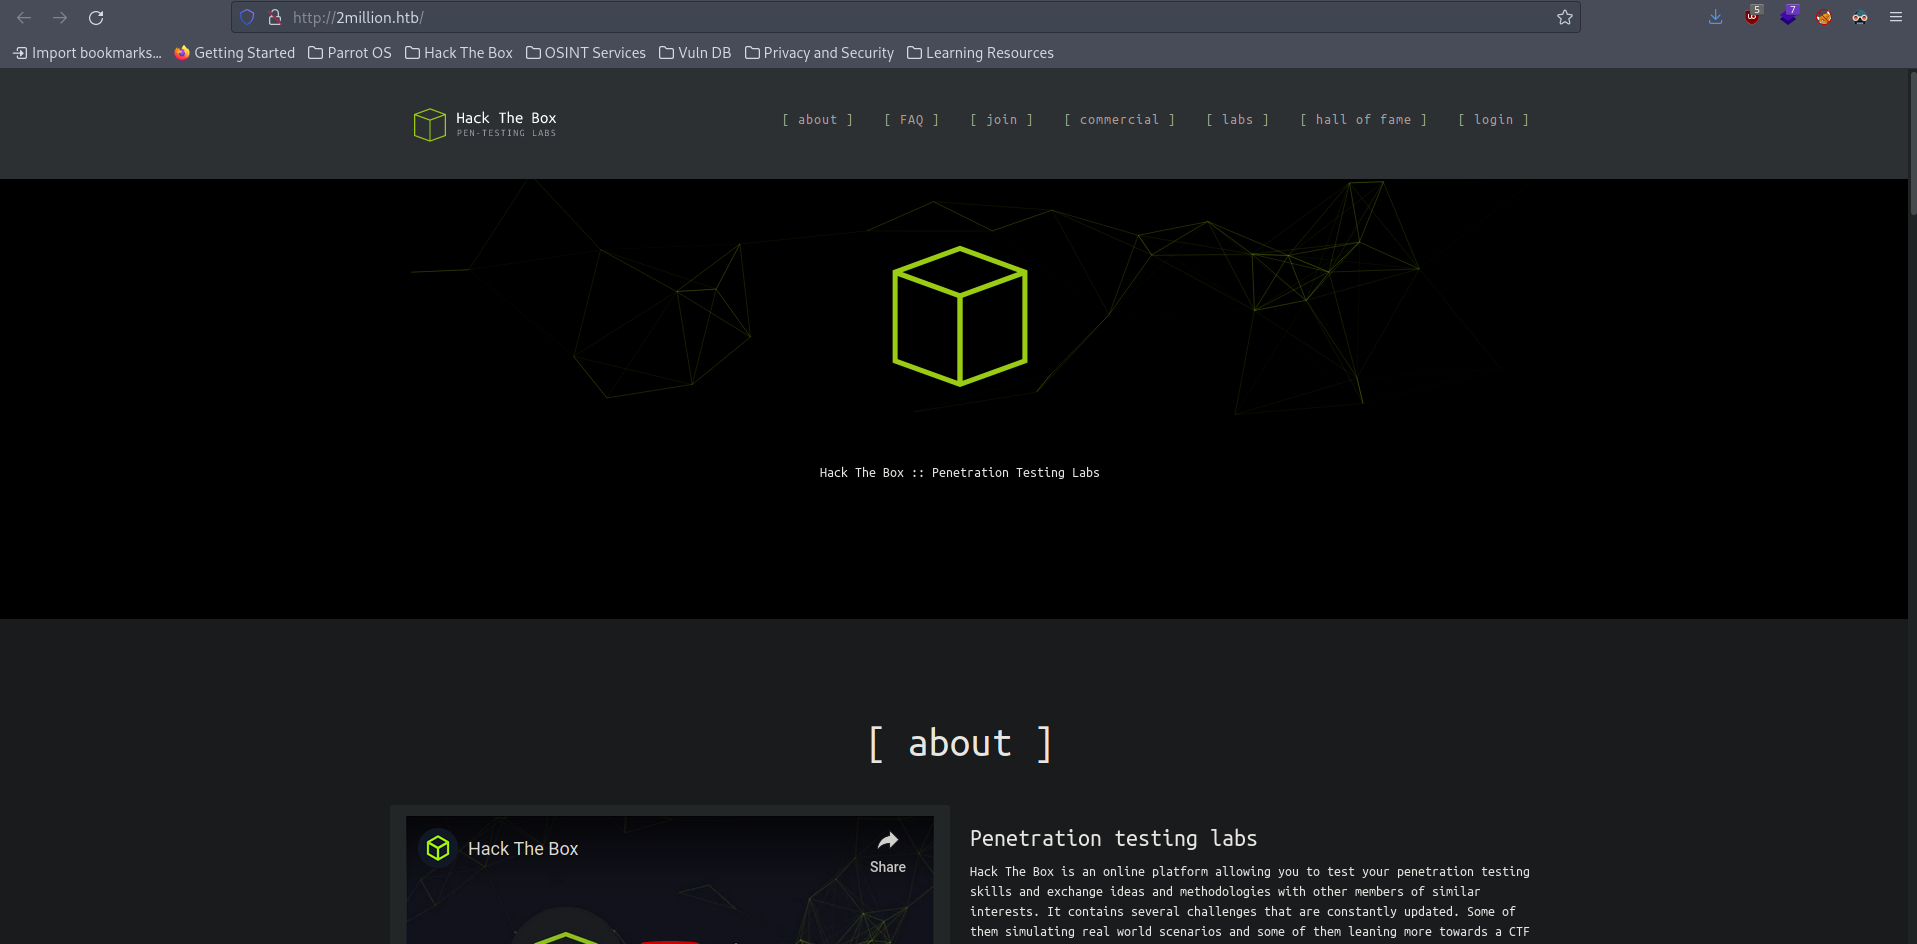 http://2million.htb/
5
7
Import bookmarks... Getting Started Parrot OS Hack The Box OSINT Services Vuln DB Privacy and Security Learning Resources
Hack The Box
PEN-TESTING LABS
[ about ] [ FAQ ] [ join ] [ commercial ] [ labs ] [ hall of fame ] [ login ]
Hack The Box :: Penetration Testing Labs
[ about ]
Hack The Box
Share
Penetration testing labs
Hack The Box is an online platform allowing you to test your penetration testing
skills and exchange ideas and methodologies with other members of similar
interests. It contains several challenges that are constantly updated. Some of
them simulating real world scenarios and some of them leaning more towards a CTF